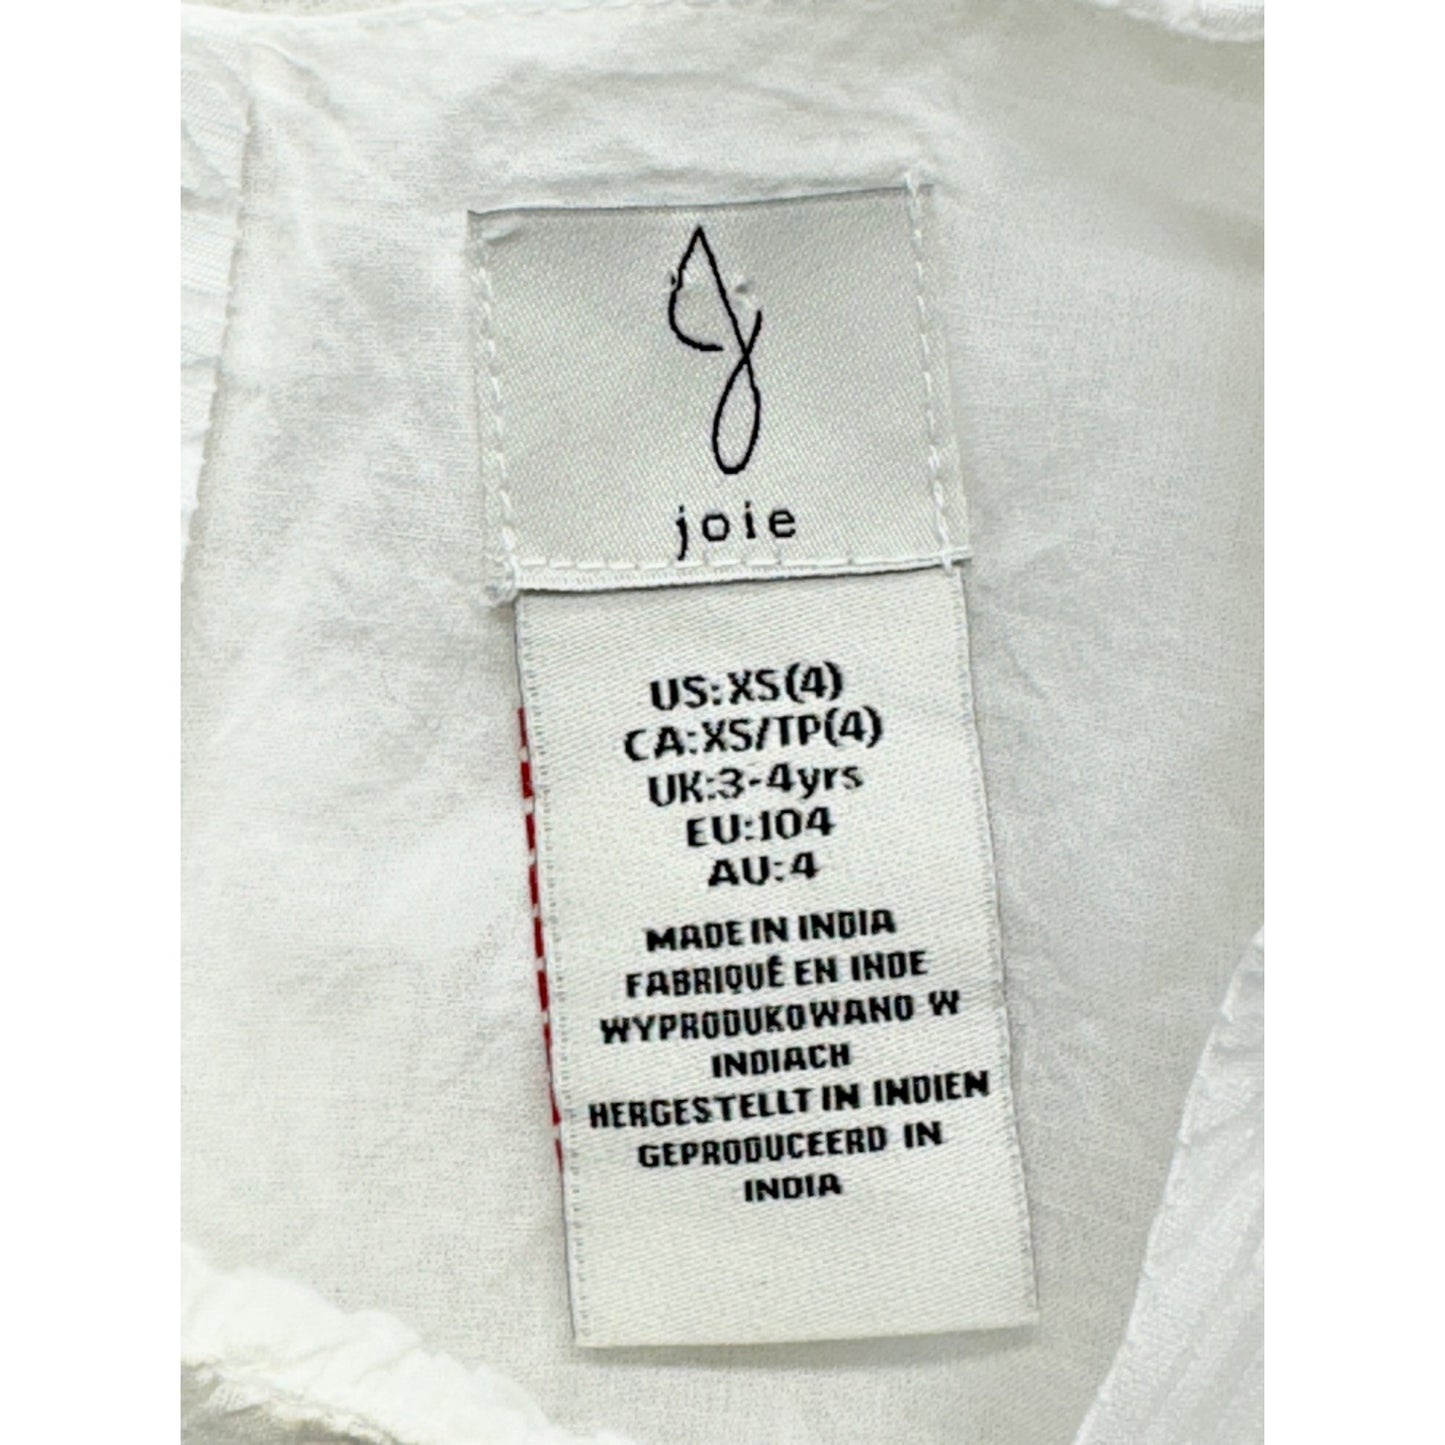 joie
US:XS(4)
CA:XS/TP(4)
UK:3-4yrs
EU:104
AU:4
MADE IN INDIA
FABRIQUÉ EN INDE
WYPRODUKOWANO W
INDIACH
HERGESTELLT IN INDIEN
GEPRODUCEERD IN
INDIA